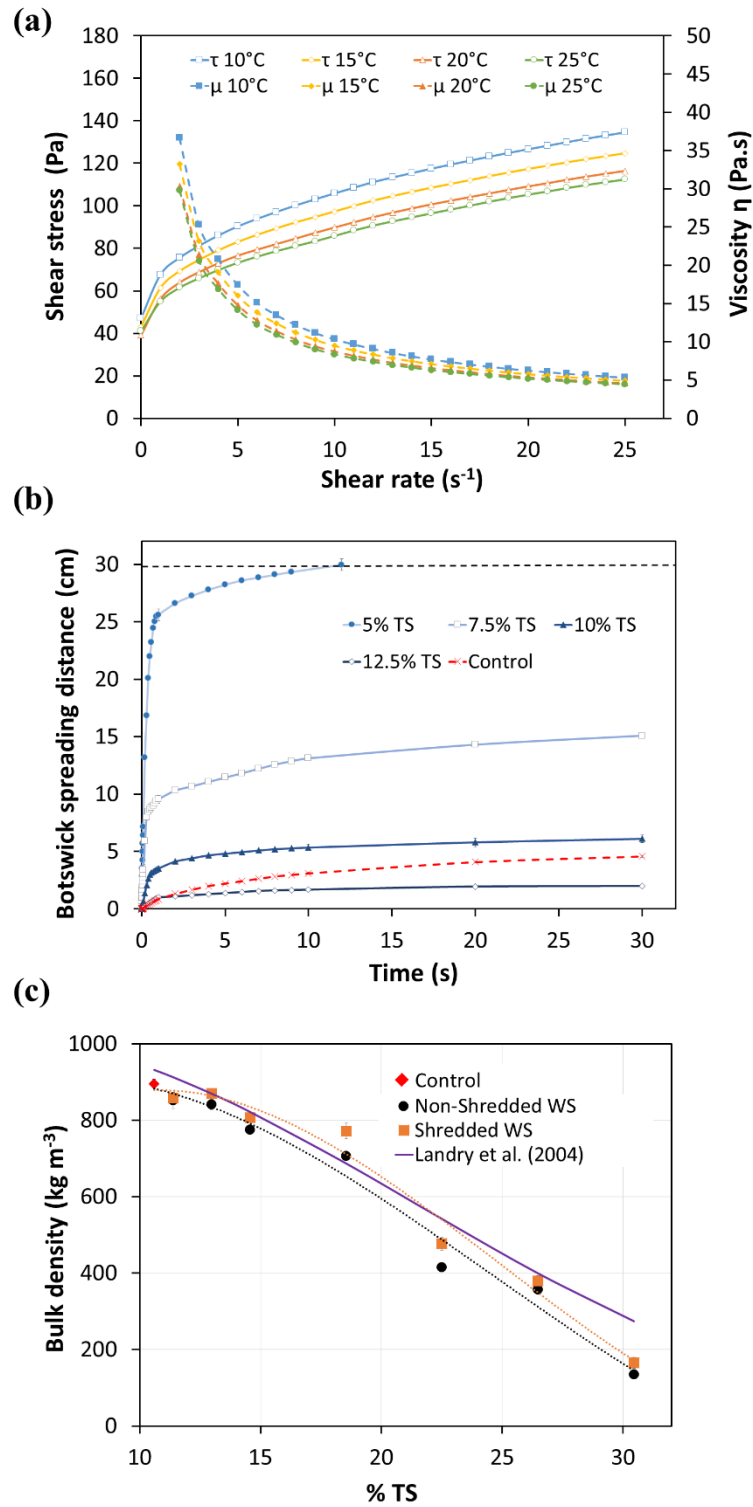 (a)
180
160
140
120
100
80
60
40
20
0
Shear stress (Pa)
50
45
40
35
30
25
20
15
10
5
0
Viscosity η (Pa.s)
τ 10°C τ 15°C τ 20°C τ 25°C
μ 10°C μ 15°C μ 20°C μ 25°C
0 5 10 15 20 25
Shear rate (s-1)
(b)
30
25
20
15
10
5
0
Botswick spreading distance (cm)
5% TS 7.5% TS 10% TS
12.5% TS Control
0 5 10 15 20 25 30
Time (s)
(c)
1000
800
600
400
200
0
Bulk density (kg m-3)
Control
Non-Shredded WS
Shredded WS
Landry et al. (2004)
10 15 20 25 30
% TS